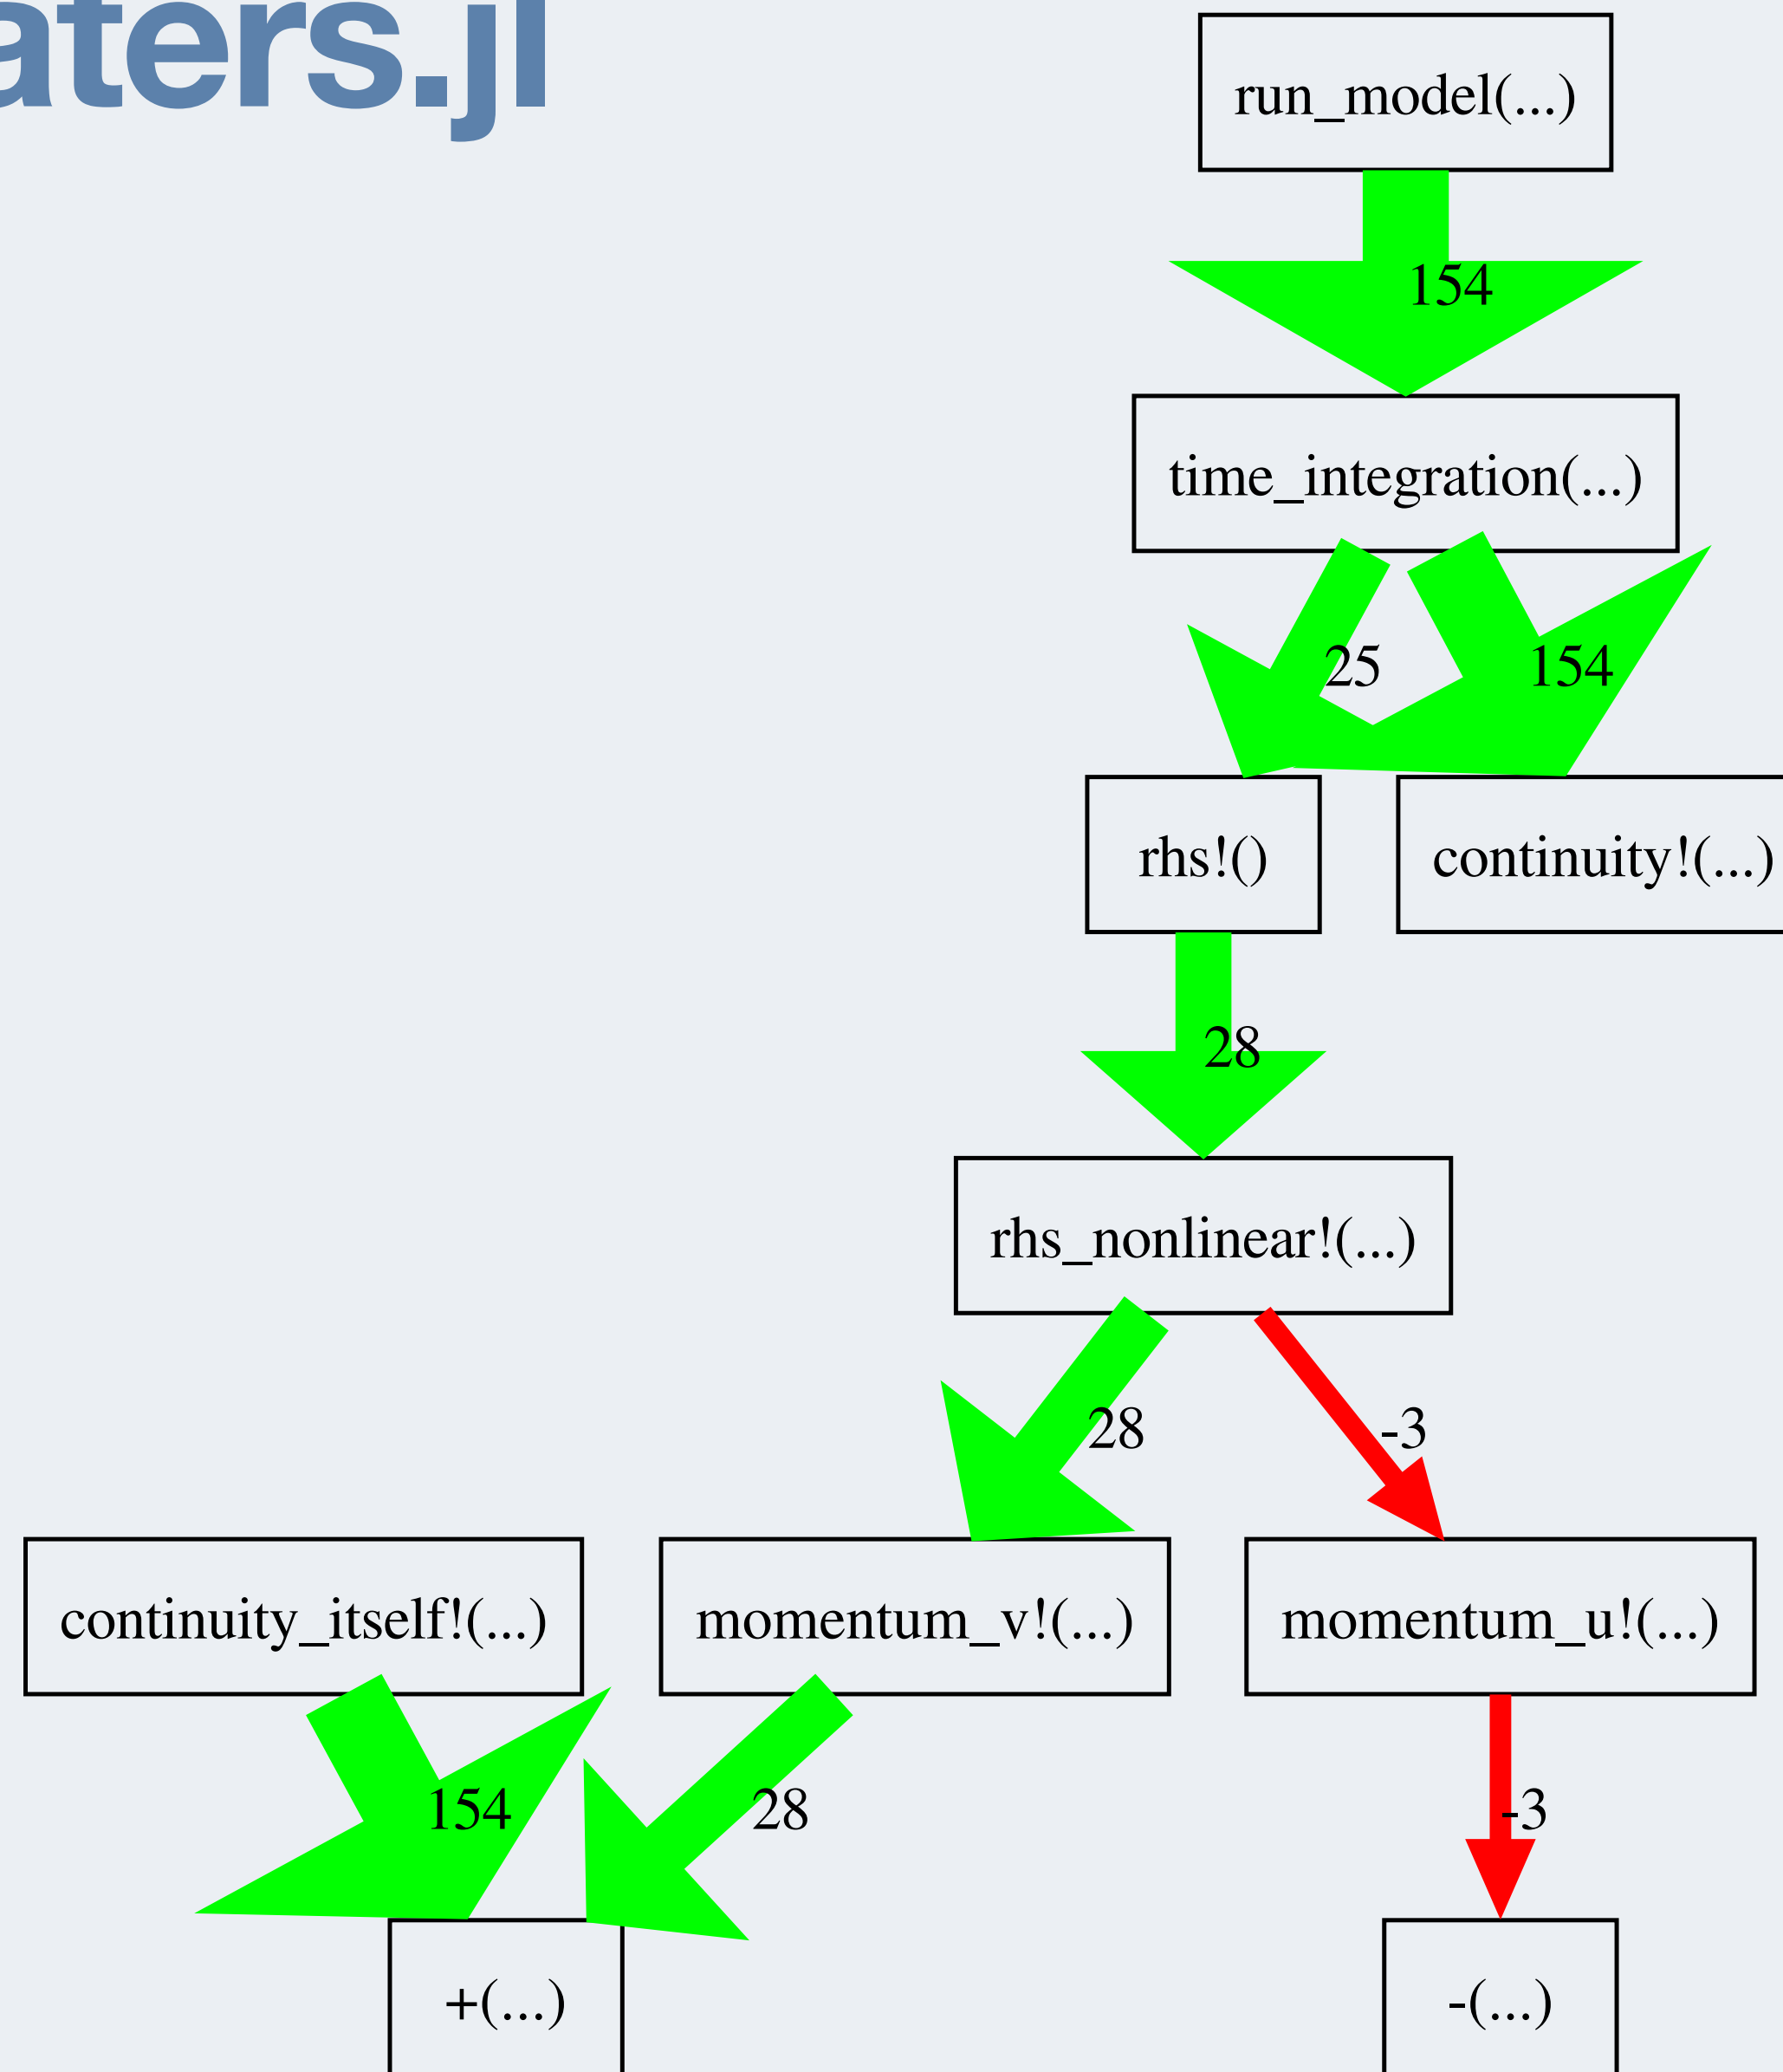 aters.jl
run_model(...)
154
time_integration(...)
25 154
rhs!() continuity!(...)
28
rhs_nonlinear!(...)
28 -3
continuity_itself!(...) momentum_v!(...) momentum_u!(...)
154 28 -3
+(...) -(...)